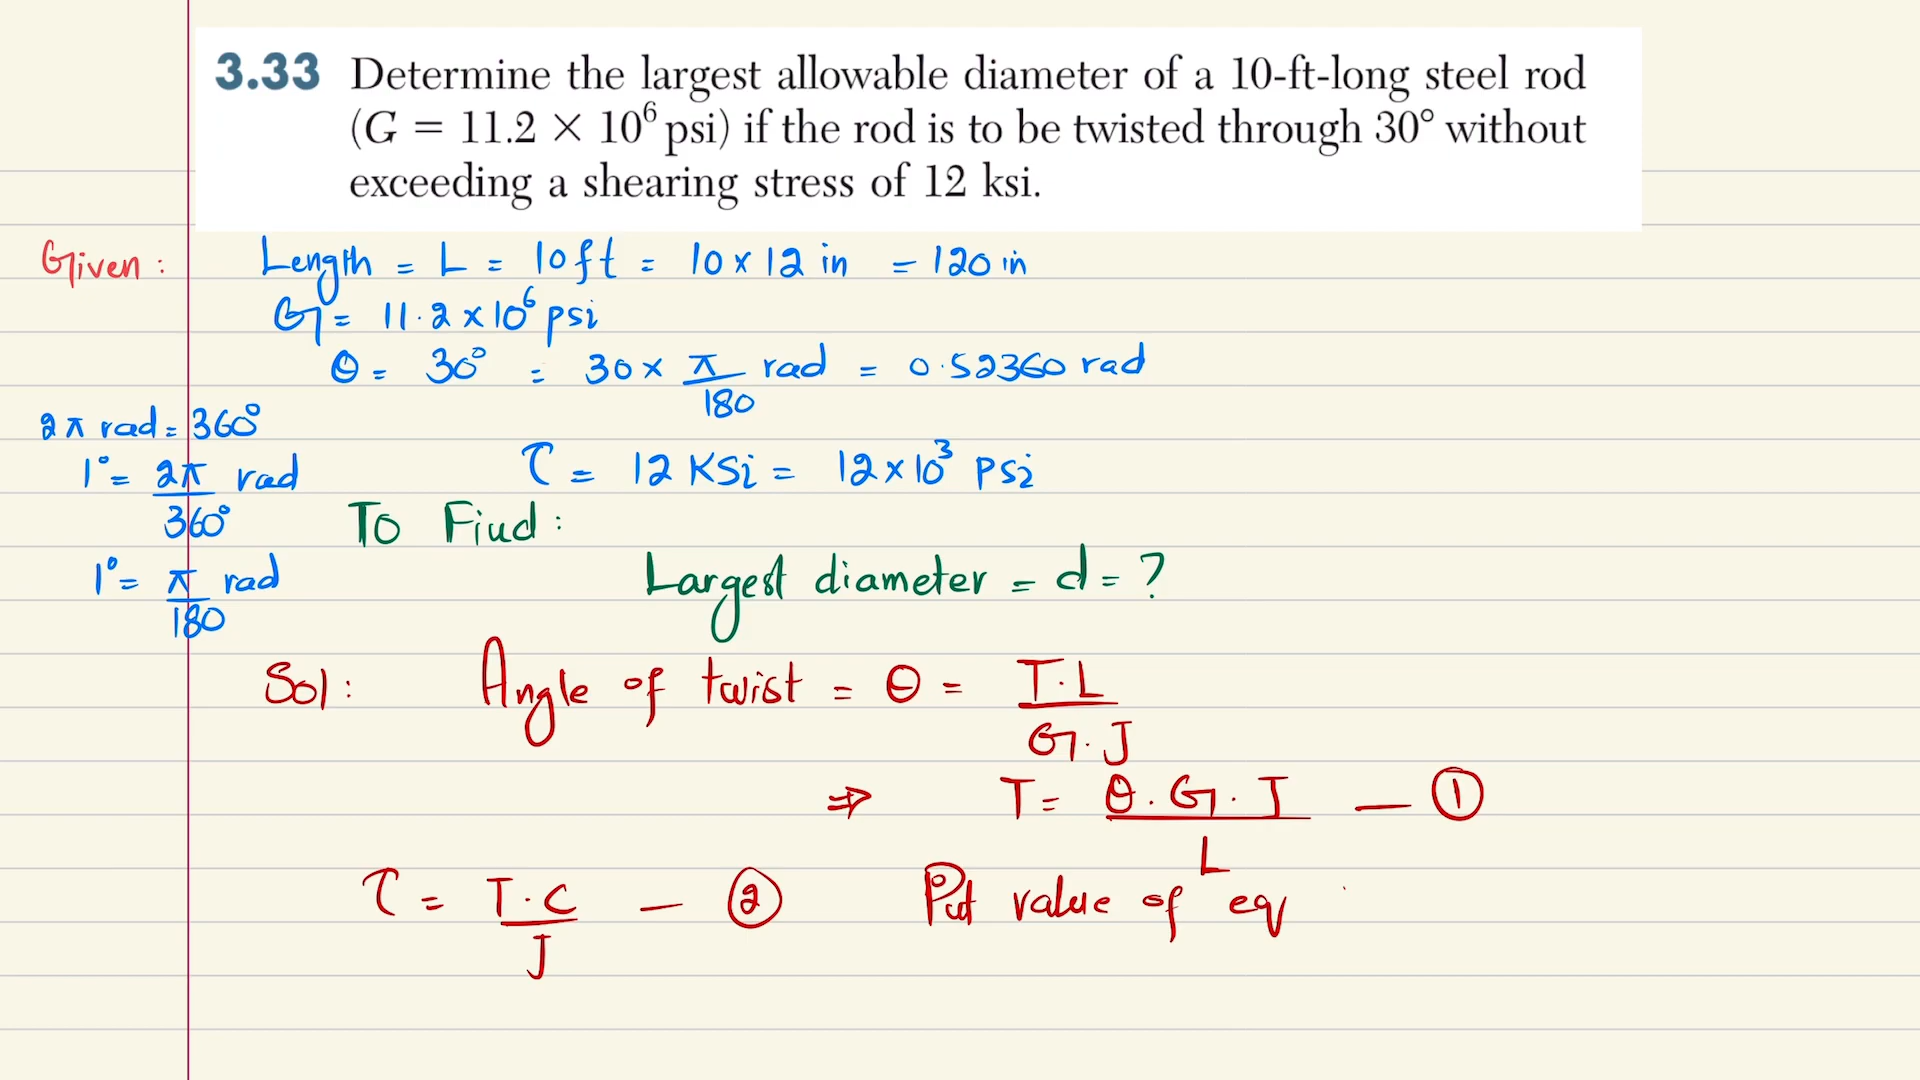 3.33 Determine the largest allowable diameter of a 10-ft-long steel rod
(G = 11.2 × 10⁶ psi) if the rod is to be twisted through 30° without
exceeding a shearing stress of 12 ksi.
Given : Length = L = 10ft = 10 × 12 in = 120 in
G = 11.2 × 10⁶ psi
θ = 30° = 30 × π/180 rad = 0.52360 rad
2π rad = 360°
1° = 2π/360° rad
1° = π/180 rad
τ = 12 KSi = 12 × 10³ psi
To Find :
Largest diameter = d = ?
Sol : Angle of twist = θ = T.L/G.J
⇒ T = θ.G.J/L — ①
τ = T.C/J — ② Put value of eq